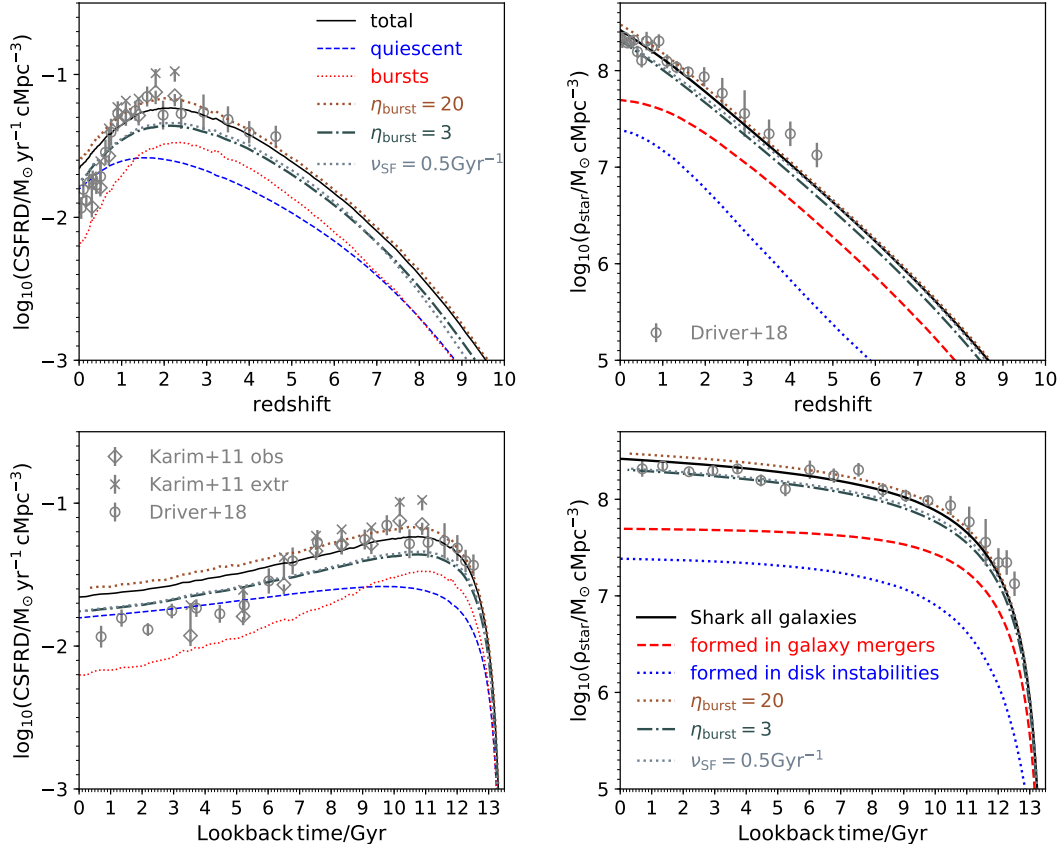 log₁₀(CSFRD/M⊙ yr⁻¹ cMpc⁻³)
−1
−2
−3
total
quiescent
bursts
η_burst = 20
η_burst = 3
ν_SF = 0.5Gyr⁻¹
0 1 2 3 4 5 6 7 8 9 10
redshift
log₁₀(ρ_star/M⊙ cMpc⁻³)
8
7
6
5
Driver+18
0 1 2 3 4 5 6 7 8 9 10
redshift
log₁₀(CSFRD/M⊙ yr⁻¹ cMpc⁻³)
−1
−2
−3
Karim+11 obs
Karim+11 extr
Driver+18
0 1 2 3 4 5 6 7 8 9 10 11 12 13
Lookback time/Gyr
log₁₀(ρ_star/M⊙ cMpc⁻³)
8
7
6
5
Shark all galaxies
formed in galaxy mergers
formed in disk instabilities
η_burst = 20
η_burst = 3
ν_SF = 0.5Gyr⁻¹
0 1 2 3 4 5 6 7 8 9 10 11 12 13
Lookback time/Gyr